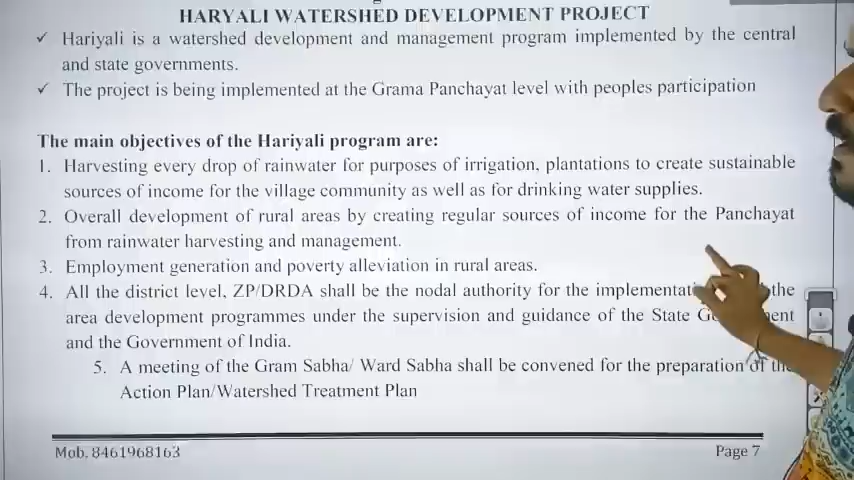 HARYALI WATERSHED DEVELOPMENT PROJECT
✓ Hariyali is a watershed development and management program implemented by the central
and state governments.
✓ The project is being implemented at the Grama Panchayat level with peoples participation
The main objectives of the Hariyali program are:
1. Harvesting every drop of rainwater for purposes of irrigation, plantations to create sustainable
sources of income for the village community as well as for drinking water supplies.
2. Overall development of rural areas by creating regular sources of income for the Panchayat
from rainwater harvesting and management.
3. Employment generation and poverty alleviation in rural areas.
4. All the district level, ZP/DRDA shall be the nodal authority for the the
area development programmes under the supervision and guidance of the State
and the Government of India.
5. A meeting of the Gram Sabha/ Ward Sabha shall be convened for the preparation of the
Action Plan/Watershed Treatment Plan
Mob. 8461968163
Page 7